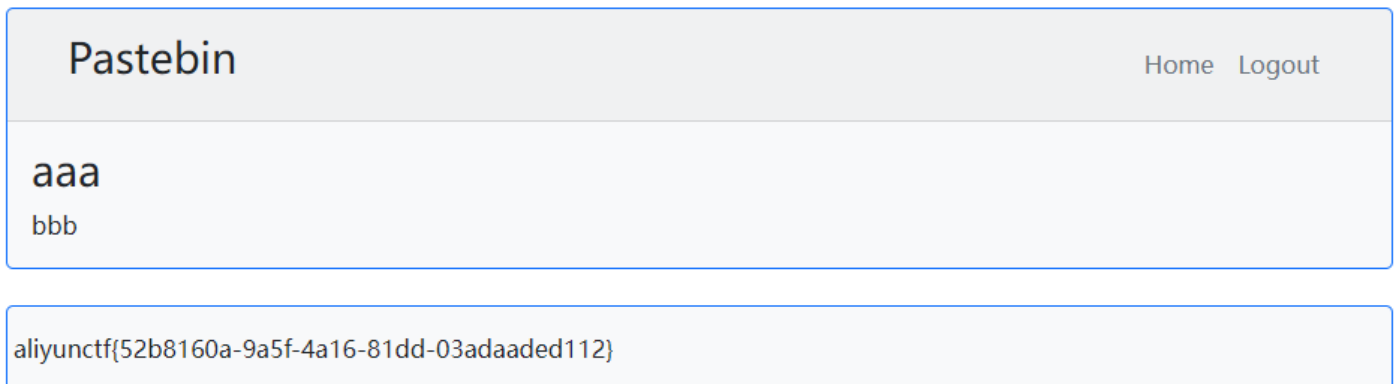 Pastebin
Home Logout
aaa
bbb
aliyunctf{52b8160a-9a5f-4a16-81dd-03adaaded112}